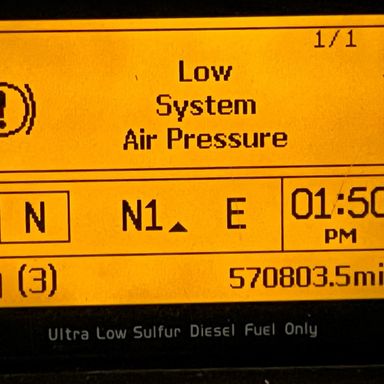 1/1
Low
System
Air Pressure
N N1 E 01:50
PM
(3) 570803.5mi
Ultra Low Sulfur Diesel Fuel Only